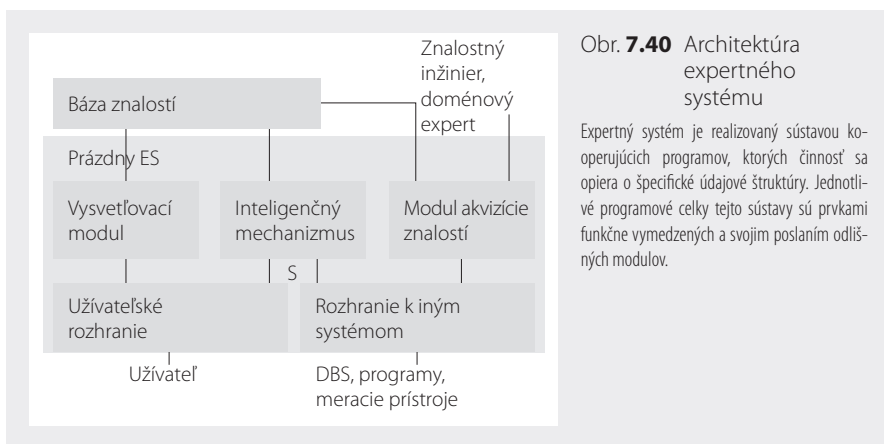 Znalostný
inžinier,
doménový
expert
Báza znalostí
Prázdny ES
Vysvetľovací
modul
Inteligenčný
mechanizmus
Modul akvizície
znalostí
S
Užívateľské
rozhranie
Rozhranie k iným
systémom
Užívateľ
DBS, programy,
meracie prístroje
Obr. 7.40 Architektúra
expertného
systému
Expertný systém je realizovaný sústavou ko-
operujúcich programov, ktorých činnosť sa
opiera o špecifické údajové štruktúry. Jednotli-
vé programové celky tejto sústavy sú prvkami
funkčne vymedzených a svojim poslaním odliš-
ných modulov.